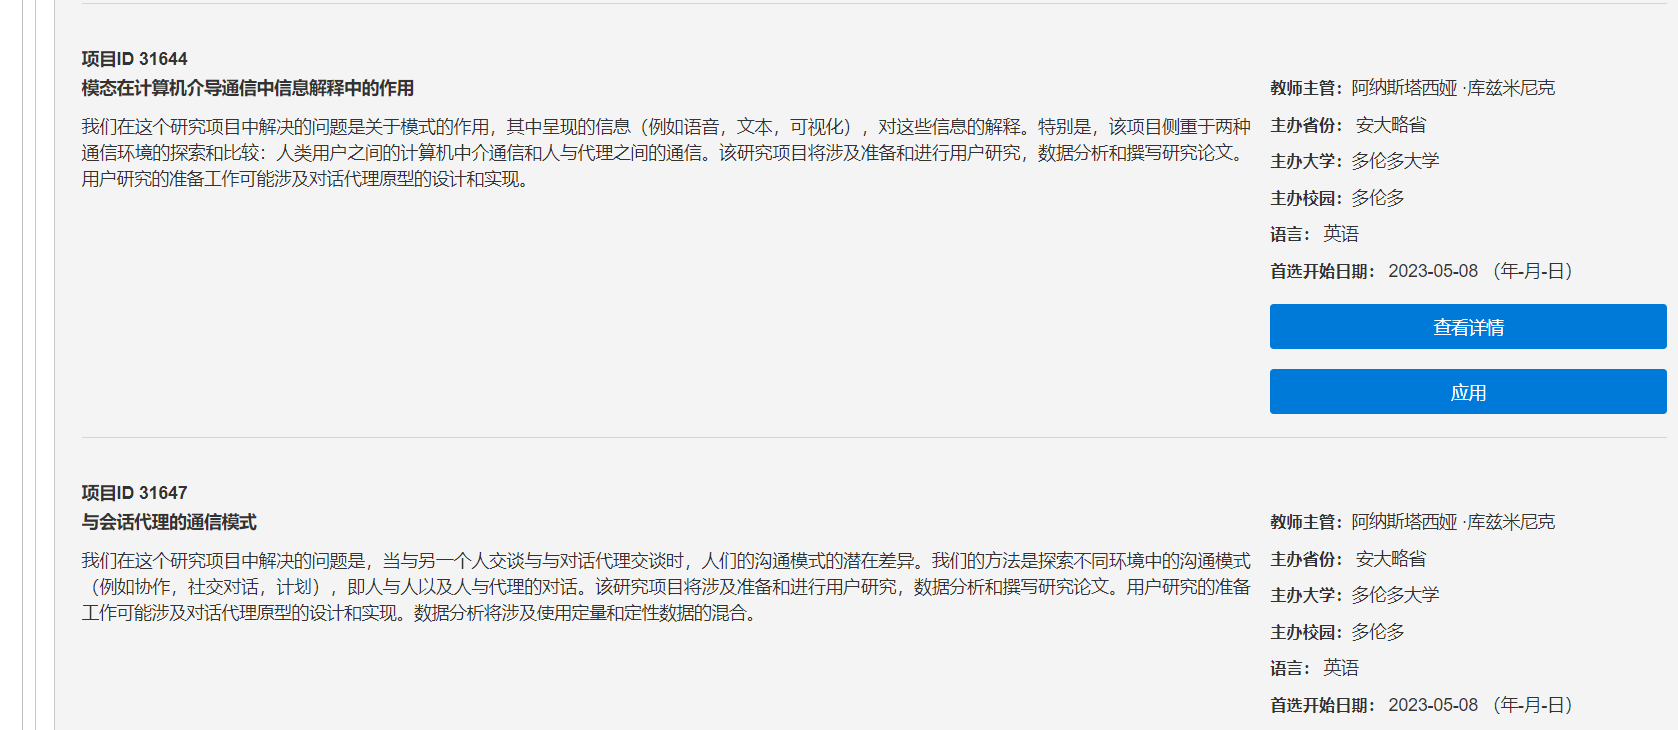 项目ID 31644
模态在计算机介导通信中信息解释中的作用
我们在这个研究项目中解决的问题是关于模式的作用，其中呈现的信息（例如语音，文本，可视化），对这些信息的解释。特别是，该项目侧重于两种
通信环境的探索和比较：人类用户之间的计算机中介通信和人与代理之间的通信。该研究项目将涉及准备和进行用户研究，数据分析和撰写研究论文。
用户研究的准备工作可能涉及对话代理原型的设计和实现。
教师主管：阿纳斯塔西娅 ·库兹米尼克
主办省份： 安大略省
主办大学：多伦多大学
主办校园：多伦多
语言： 英语
首选开始日期： 2023-05-08 （年-月-日）
查看详情
应用
项目ID 31647
与会话代理的通信模式
我们在这个研究项目中解决的问题是，当与另一个人交谈与与对话代理交谈时，人们的沟通模式的潜在差异。我们的方法是探索不同环境中的沟通模式
（例如协作，社交对话，计划），即人与人以及人与代理的对话。该研究项目将涉及准备和进行用户研究，数据分析和撰写研究论文。用户研究的准备
工作可能涉及对话代理原型的设计和实现。数据分析将涉及使用定量和定性数据的混合。
教师主管：阿纳斯塔西娅 ·库兹米尼克
主办省份： 安大略省
主办大学：多伦多大学
主办校园：多伦多
语言： 英语
首选开始日期： 2023-05-08 （年-月-日）